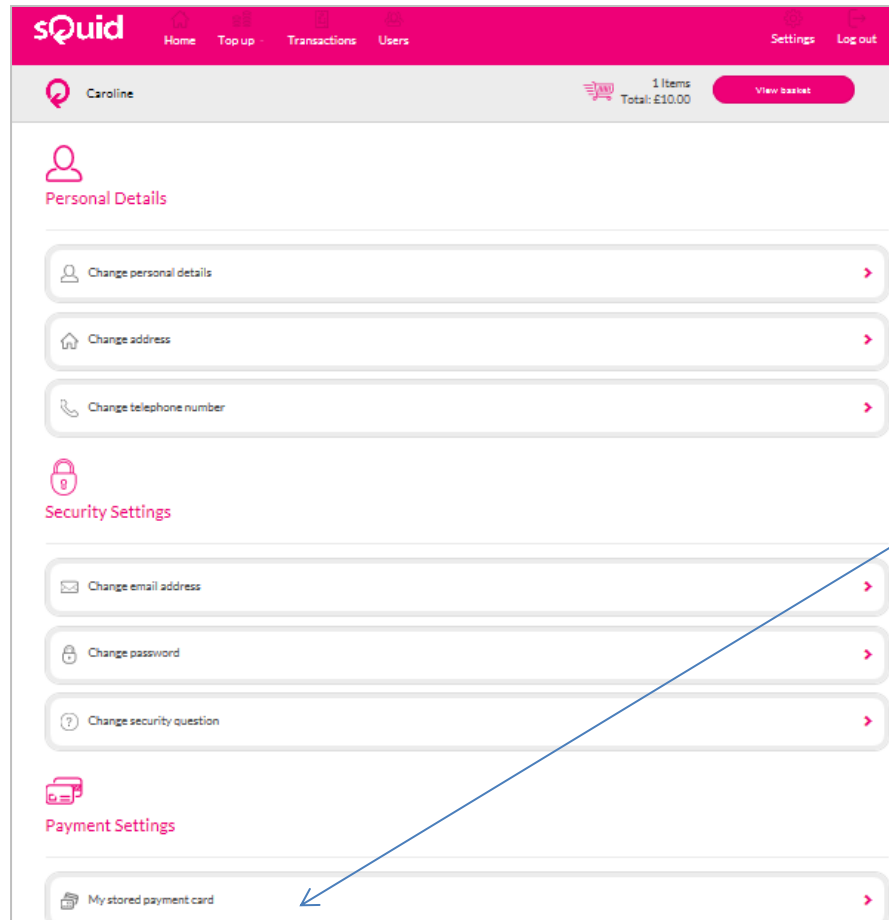 sQuid
Home Top up Transactions Users Settings Log out
Caroline
1 Items
Total: £10.00
View basket
Personal Details
Change personal details
Change address
Change telephone number
Security Settings
Change email address
Change password
? Change security question
Payment Settings
My stored payment card